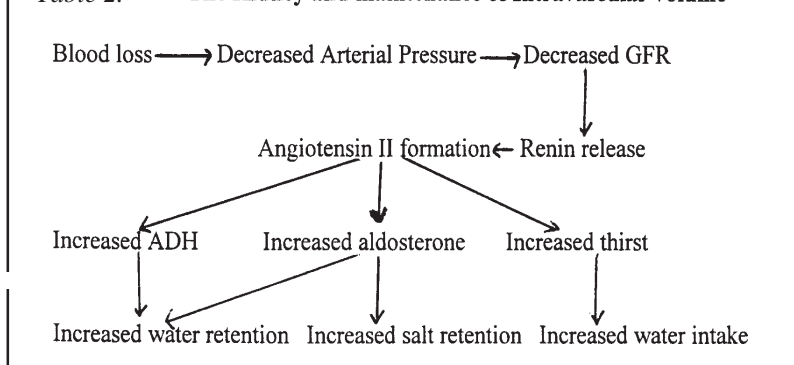 Blood loss → Decreased Arterial Pressure → Decreased GFR
Angiotensin II formation ← Renin release
Increased ADH Increased aldosterone Increased thirst
Increased water retention Increased salt retention Increased water intake